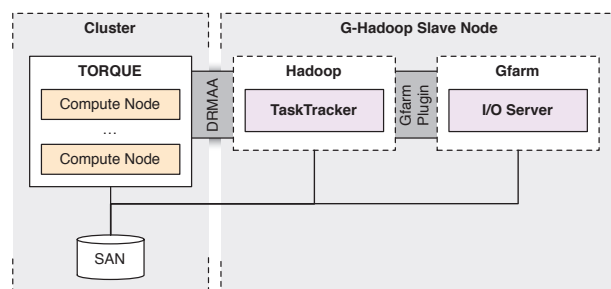 Cluster
G-Hadoop Slave Node
TORQUE
Compute Node
...
Compute Node
DRMAA
Hadoop
TaskTracker
Gfarm
Plugin
Gfarm
I/O Server
SAN